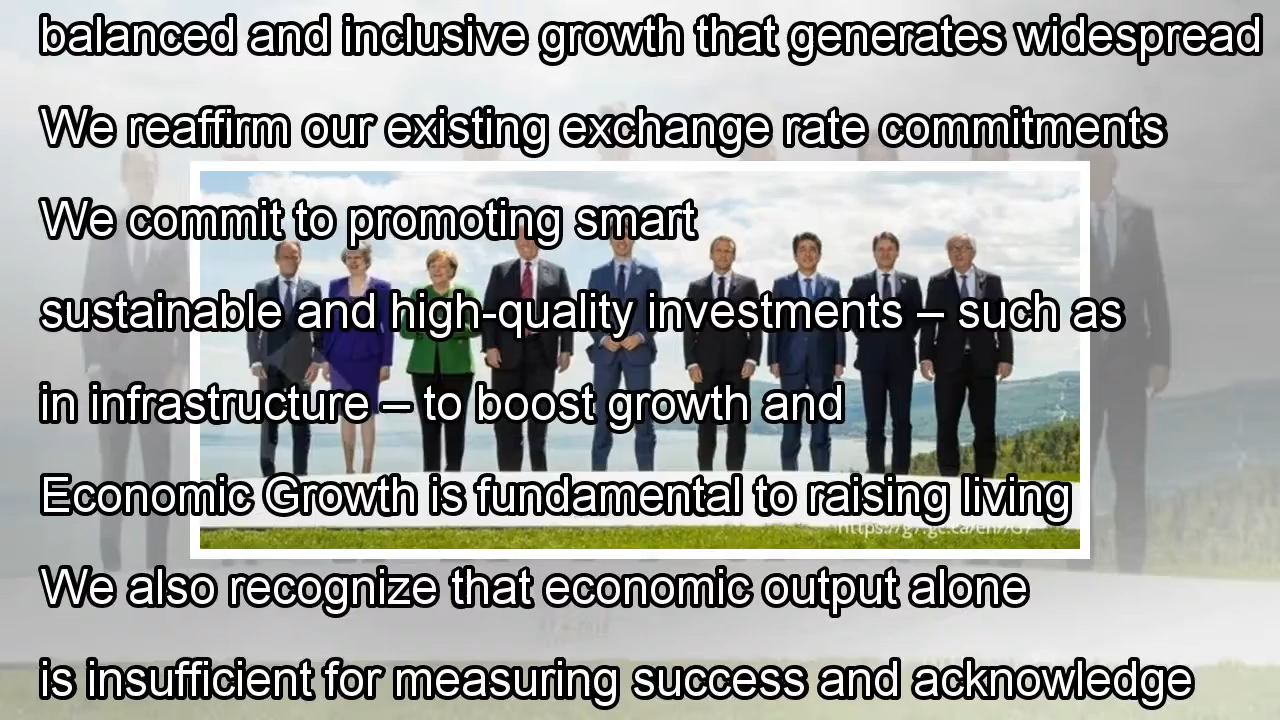 balanced and inclusive growth that generates widespread
We reaffirm our existing exchange rate commitments
We commit to promoting smart
sustainable and high-quality investments – such as
in infrastructure – to boost growth and
Economic Growth is fundamental to raising living
We also recognize that economic output alone
is insufficient for measuring success and acknowledge